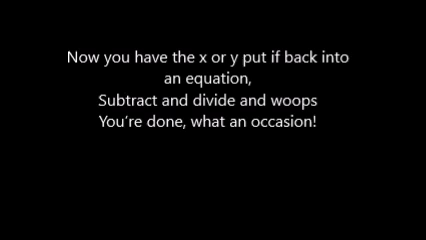 Now you have the x or y put if back into
an equation,
Subtract and divide and woops
You're done, what an occasion!